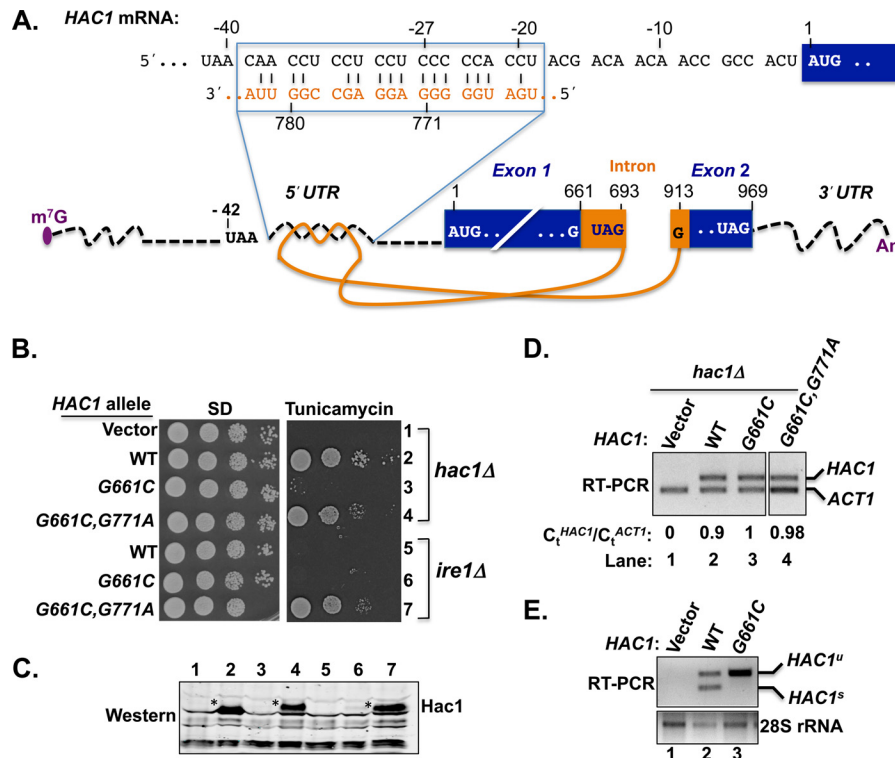 A.
HAC1 mRNA:
-40 -27 -20 -10 1
5′... UAA CAA CCU CCU CCU CCC CCA CCU ACG ACA ACA ACC GCC ACU AUG ..
3′..AUU GGC CGA GGA GGG GGU AGU..5′
780 771
5′ UTR Exon 1 Intron Exon 2 3′ UTR
1 661 693 913 969
m7G - 42 UAA AUG.. ...G UAG G ..UAG An
B.
HAC1 allele SD Tunicamycin
Vector 1
WT 2
G661C 3
G661C,G771A 4
hac1Δ
WT 5
G661C 6
G661C,G771A 7
ire1Δ
C.
1 2 3 4 5 6 7
Western * * * Hac1
D.
hac1Δ
HAC1: Vector WT G661C G661C,G771A
RT-PCR HAC1
ACT1
CtHAC1/CtACT1: 0 0.9 1 0.98
Lane: 1 2 3 4
E.
HAC1: Vector WT G661C
RT-PCR HAC1u
HAC1s
28S rRNA
1 2 3